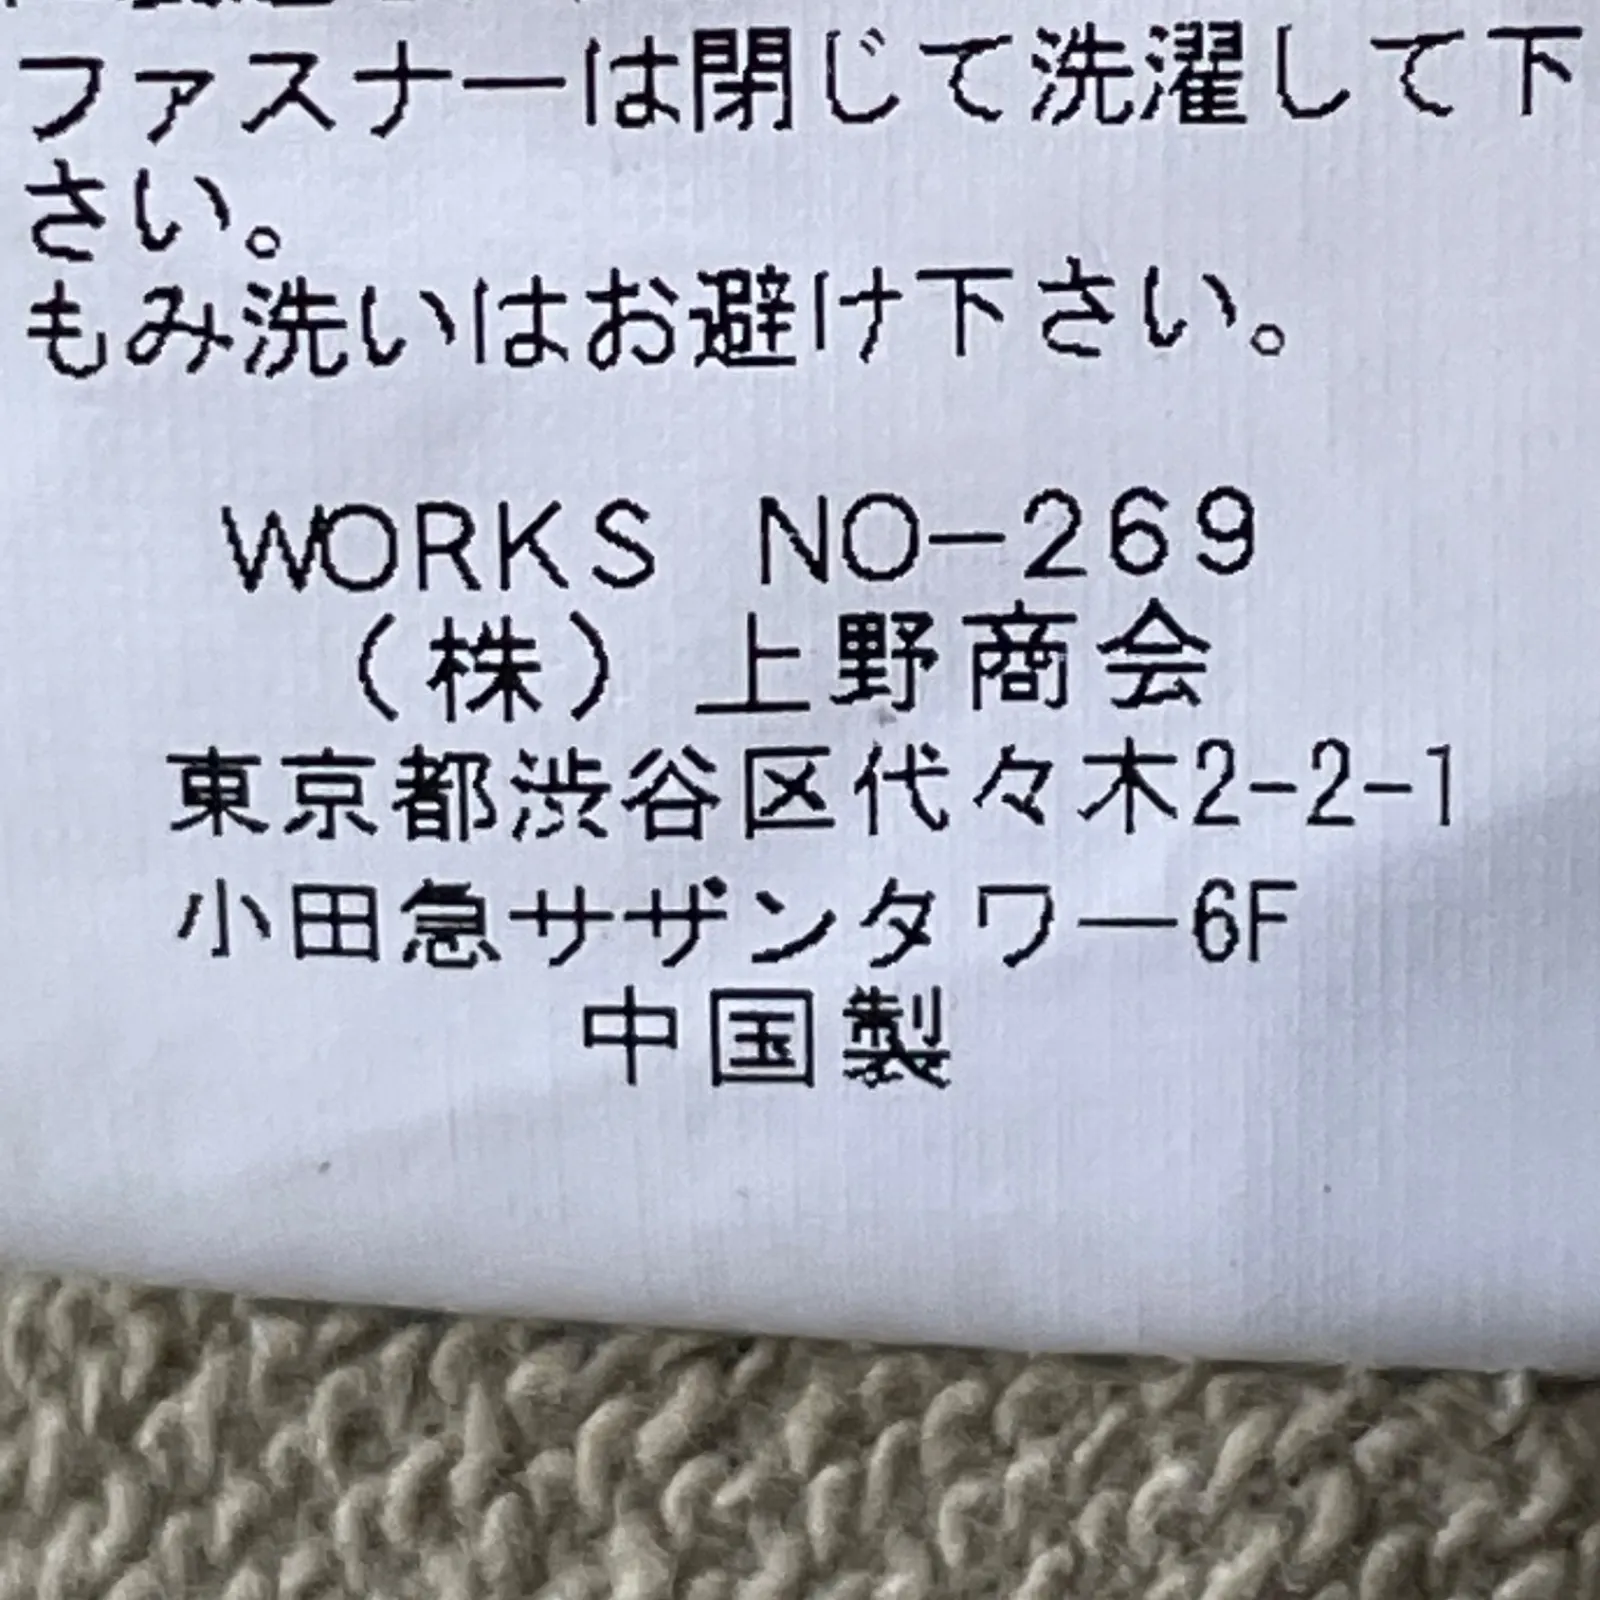 ファスナーは閉じて洗濯して下
さい。
もみ洗いはお避け下さい。
WORKS NO-269
(株)上野商会
東京都渋谷区代々木2-2-1
小田急サザンタワー6F
中国製